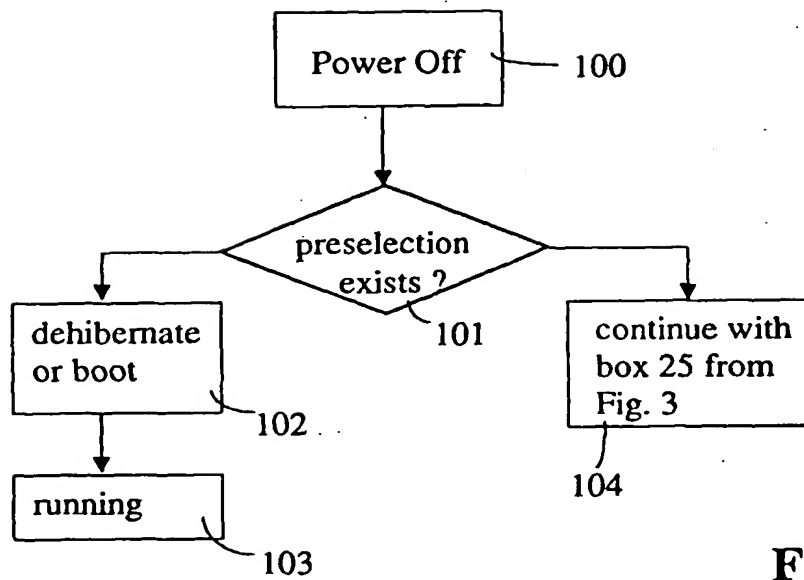 Power Off
100
preselection
exists ?
101
dehibernate
or boot
102
continue with
box 25 from
Fig. 3
104
running
103
F